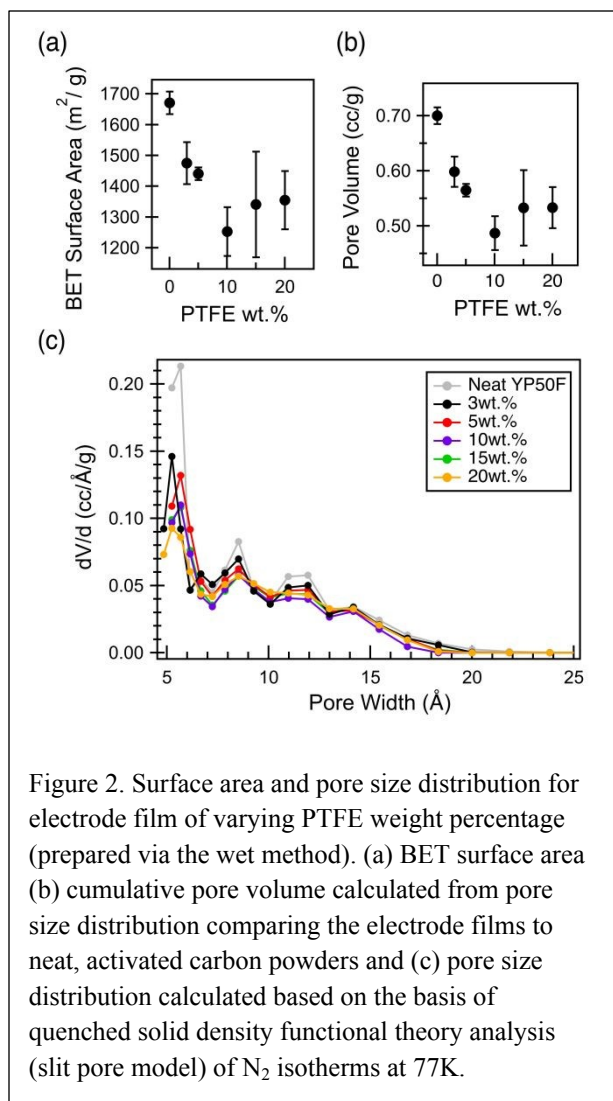 (a)
(b)
BET Surface Area (m²/ g)
1700
1600
1500
1400
1300
1200
0
10
20
PTFE wt.%
Pore Volume (cc/g)
0.70
0.60
0.50
0
10
20
PTFE wt.%
(c)
dV/d (cc/Å/g)
0.20
0.15
0.10
0.05
0.00
Neat YP50F
3wt.%
5wt.%
10wt.%
15wt.%
20wt.%
5
10
15
20
25
Pore Width (Å)
Figure 2. Surface area and pore size distribution for
electrode film of varying PTFE weight percentage
(prepared via the wet method). (a) BET surface area
(b) cumulative pore volume calculated from pore
size distribution comparing the electrode films to
neat, activated carbon powders and (c) pore size
distribution calculated based on the basis of
quenched solid density functional theory analysis
(slit pore model) of N₂ isotherms at 77K.